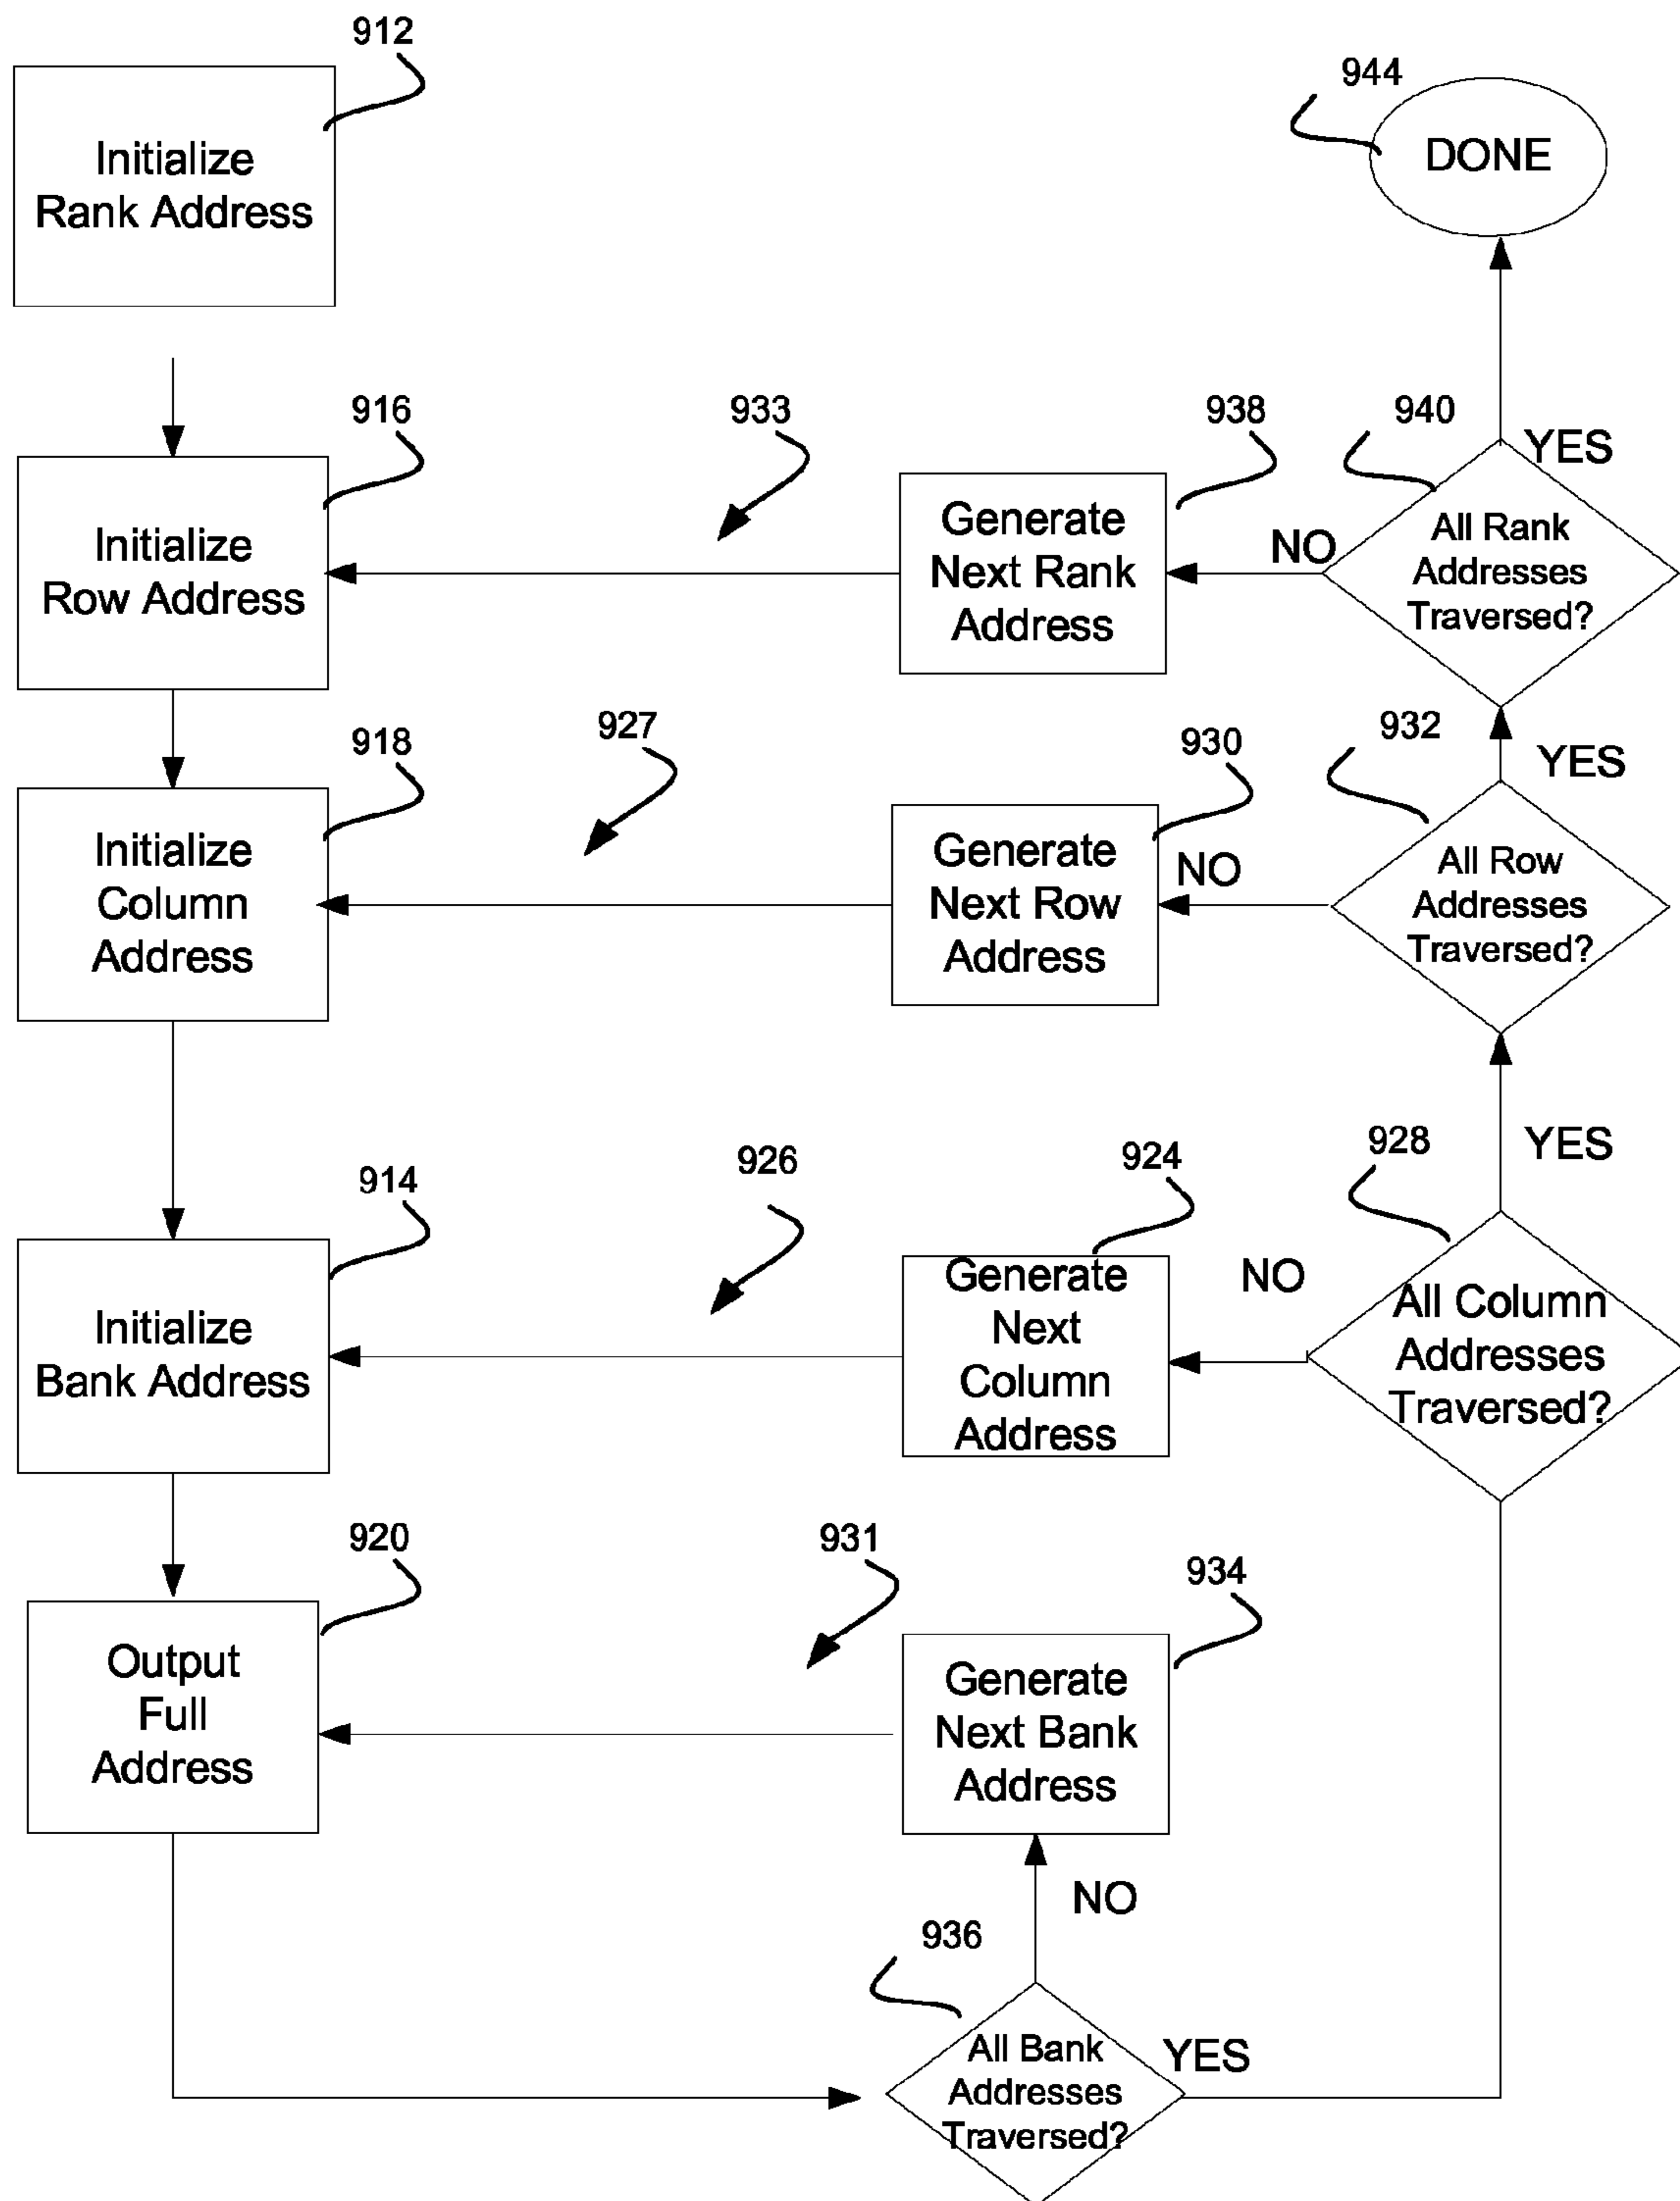 912
Initialize
Rank Address
944
DONE
916
Initialize
Row Address
933
938
Generate
Next Rank
Address
940
YES
NO
All Rank
Addresses
Traversed?
918
Initialize
Column
Address
927
930
Generate
Next Row
Address
932
YES
NO
All Row
Addresses
Traversed?
914
Initialize
Bank Address
926
924
Generate
Next
Column
Address
928
YES
NO
All Column
Addresses
Traversed?
920
Output
Full
Address
931
934
Generate
Next Bank
Address
NO
936
All Bank
Addresses
Traversed?
YES